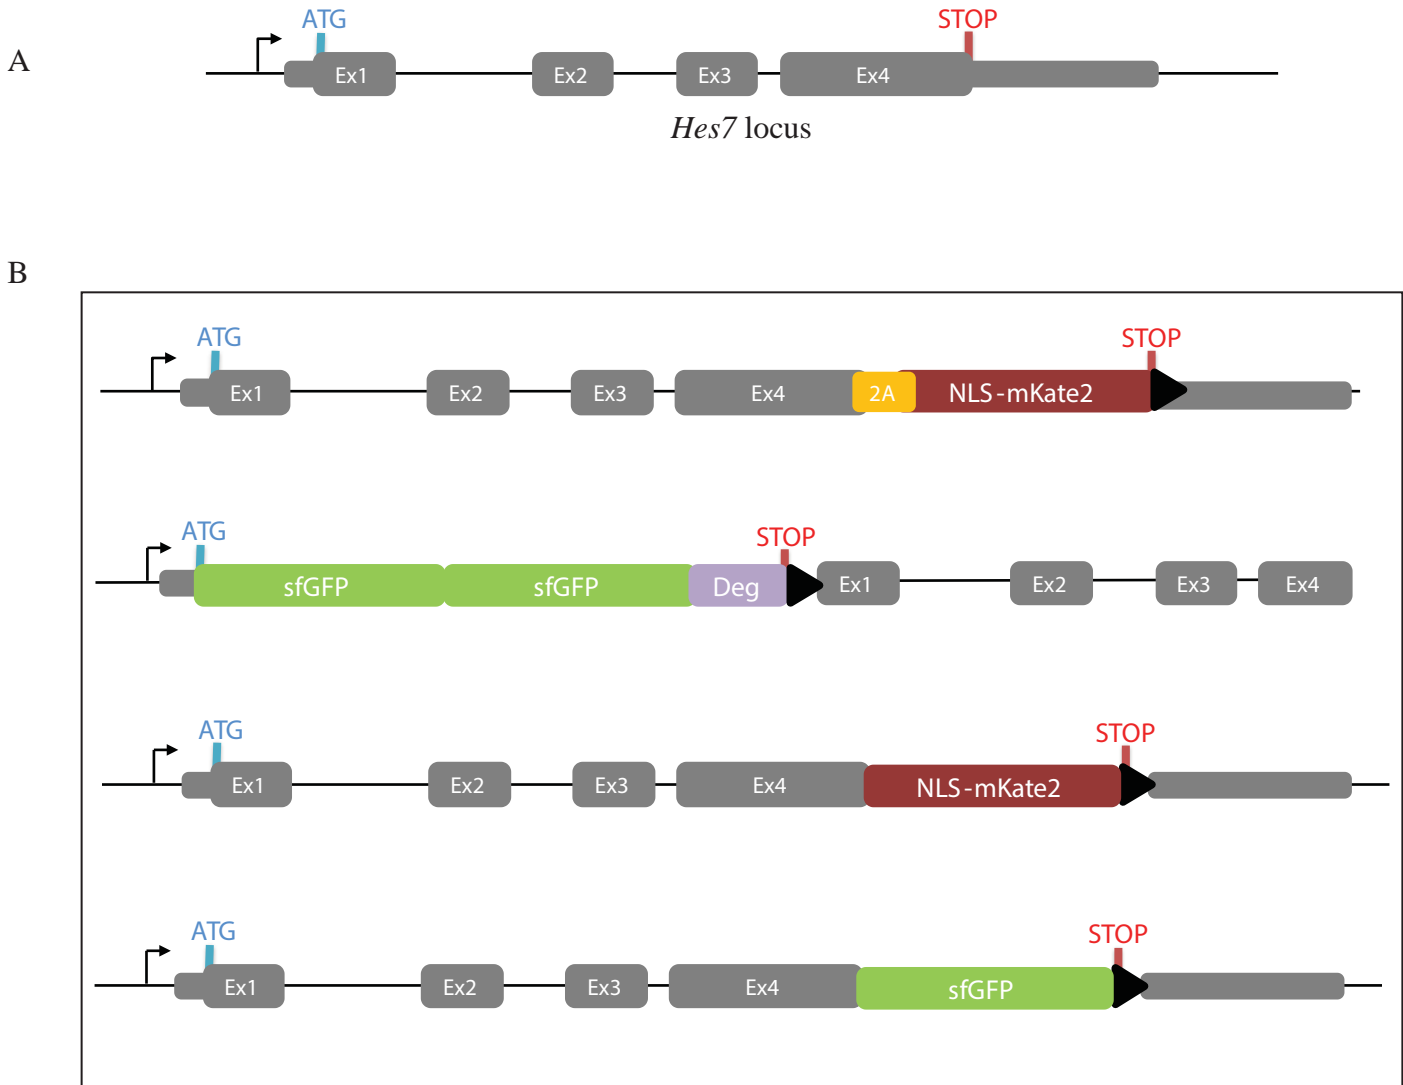 A
ATG
STOP
Ex1 Ex2 Ex3 Ex4
Hes7 locus
B
ATG
STOP
Ex1 Ex2 Ex3 Ex4 2A NLS-mKate2
ATG
STOP
sfGFP sfGFP Deg Ex1 Ex2 Ex3 Ex4
ATG
STOP
Ex1 Ex2 Ex3 Ex4 NLS-mKate2
ATG
STOP
Ex1 Ex2 Ex3 Ex4 sfGFP